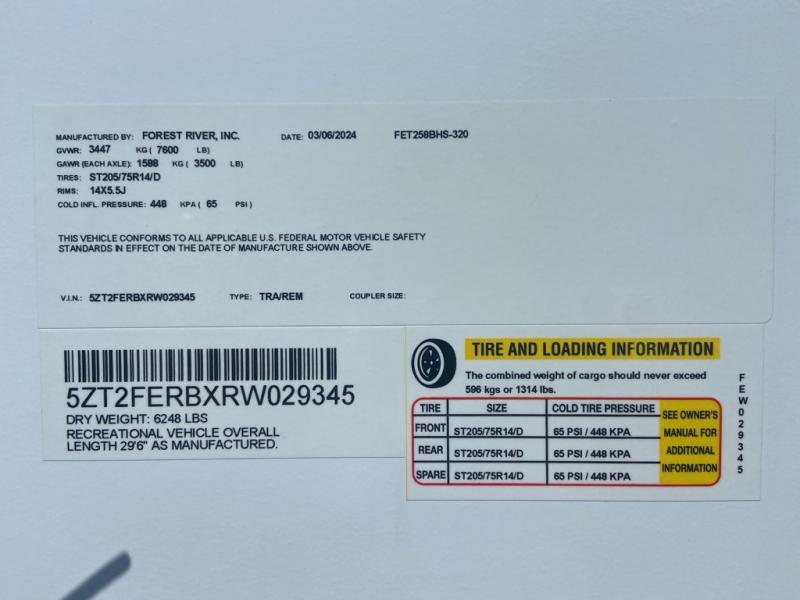 MANUFACTURED BY: FOREST RIVER, INC. DATE: 03/06/2024 FET258BHS-320
GVWR: 3447 KG ( 7600 LB)
GAWR (EACH AXLE): 1588 KG ( 3500 LB)
TIRES: ST205/75R14/D
RIMS: 14X5.5J
COLD INFL. PRESSURE: 448 KPA ( 65 PSI )
THIS VEHICLE CONFORMS TO ALL APPLICABLE U.S. FEDERAL MOTOR VEHICLE SAFETY
STANDARDS IN EFFECT ON THE DATE OF MANUFACTURE SHOWN ABOVE.
V.I.N.: 5ZT2FERBXRW029345 TYPE: TRA/REM COUPLER SIZE:
5ZT2FERBXRW029345
DRY WEIGHT: 6248 LBS
RECREATIONAL VEHICLE OVERALL
LENGTH 29'6" AS MANUFACTURED.
TIRE AND LOADING INFORMATION
The combined weight of cargo should never exceed
596 kgs or 1314 lbs.
TIRE SIZE COLD TIRE PRESSURE
FRONT ST205/75R14/D 65 PSI / 448 KPA
REAR ST205/75R14/D 65 PSI / 448 KPA
SPARE ST205/75R14/D 65 PSI / 448 KPA
SEE OWNER'S
MANUAL FOR
ADDITIONAL
INFORMATION
FEW029345